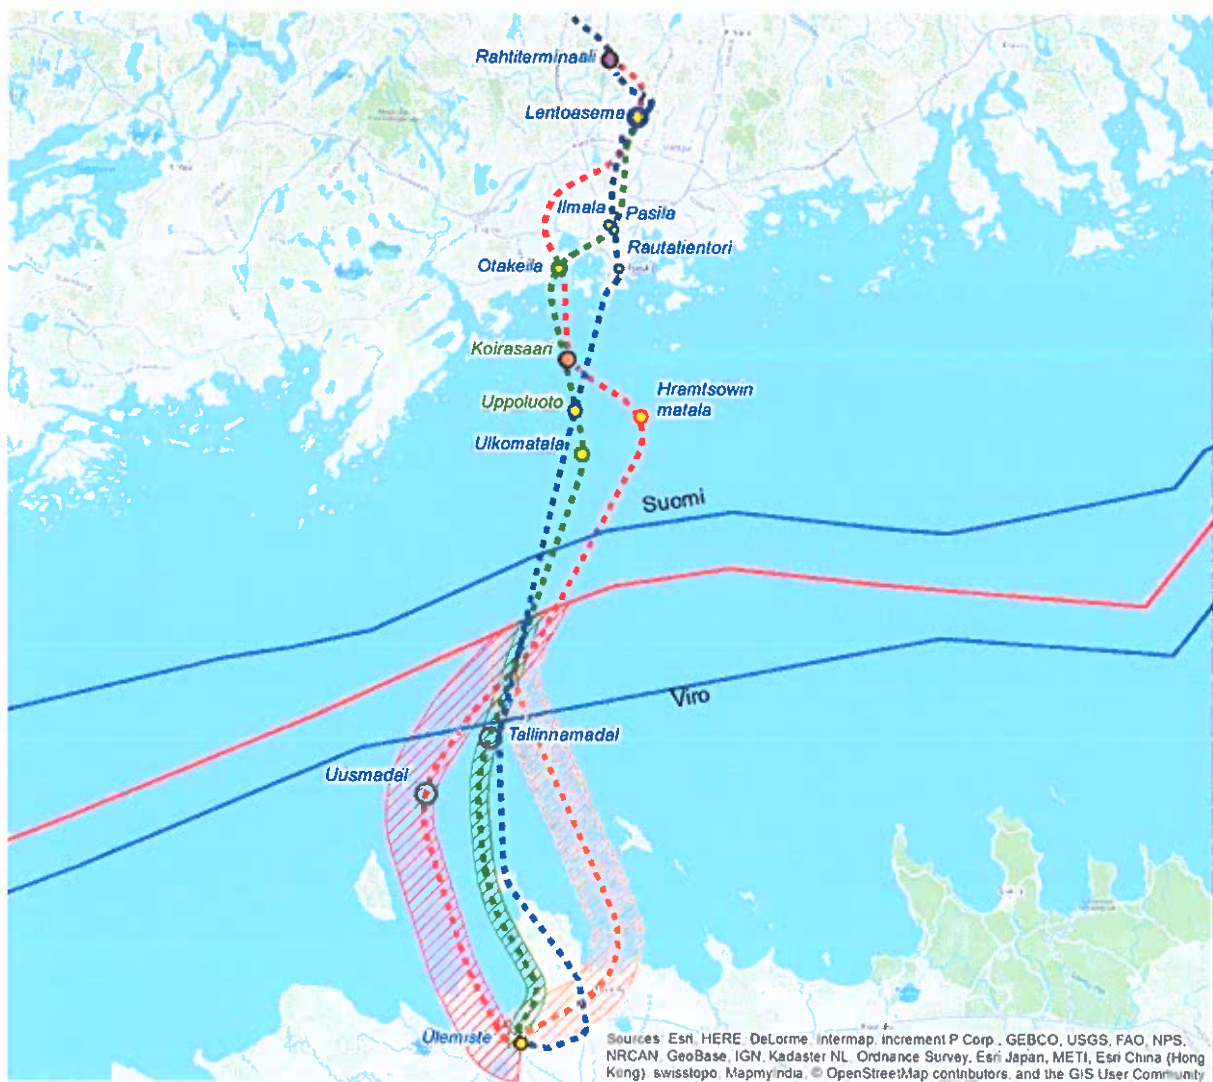 Rahtiterminaali
Lentoasema
Ilmala
Pasila
Rautatientori
Otakeila
Koirasaari
Hramtsowin
matala
Uppoluoto
Ulkomatala
Suomi
Viro
Tallinnamadal
Uusmadal
Ülemiste
Sources: Esri, HERE, DeLorme, Intermap, increment P Corp., GEBCO, USGS, FAO, NPS,
NRCAN, GeoBase, IGN, Kadaster NL, Ordnance Survey, Esri Japan, METI, Esri China (Hong
Kong), swisstopo, MapmyIndia, © OpenStreetMap contributors, and the GIS User Community